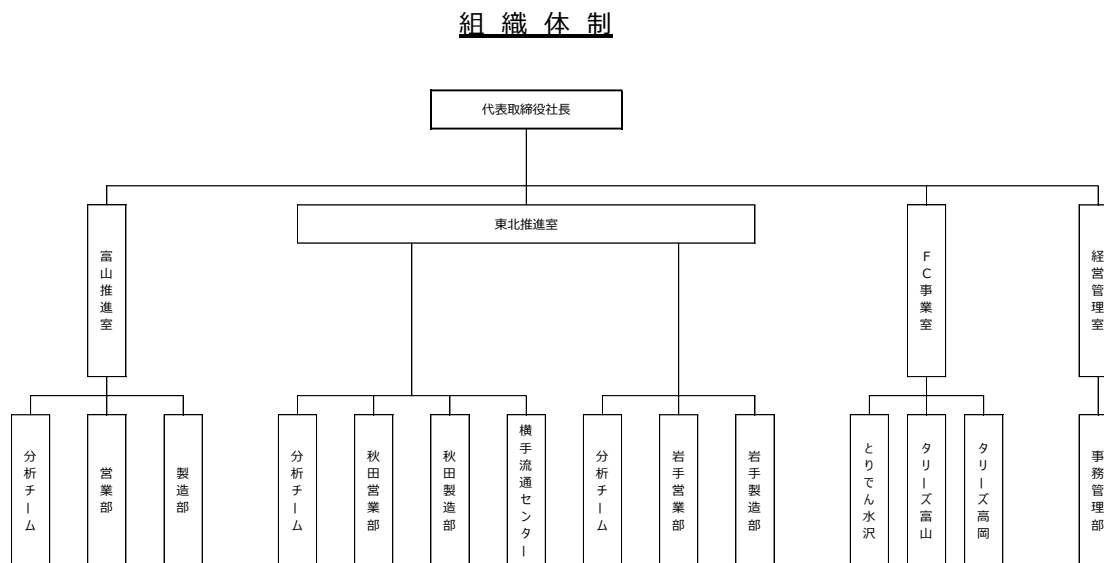 組織体制
代表取締役社長
富山推進室
東北推進室
FC事業室
経営管理室
分析チーム
営業部
製造部
分析チーム
秋田営業部
秋田製造部
横手流通センター
分析チーム
岩手営業部
岩手製造部
とりでん水沢
タリーズ富山
タリーズ高岡
事務管理部